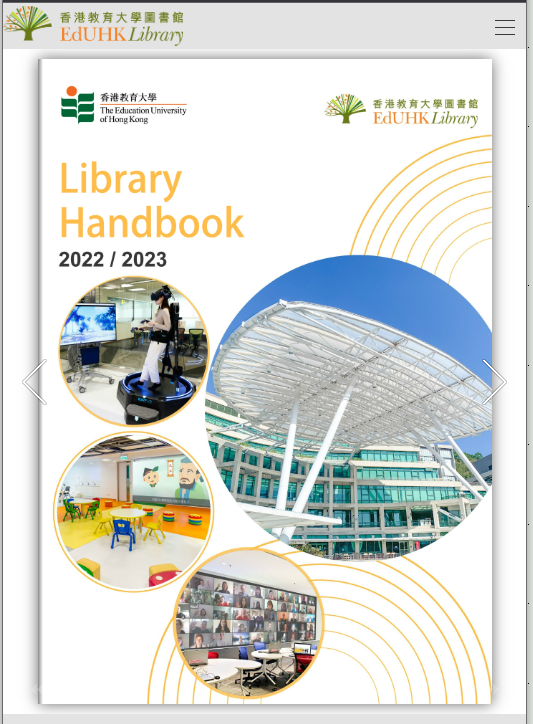 香港教育大學圖書館
EdUHK Library
香港教育大學
The Education University
of Hong Kong
香港教育大學圖書館
EdUHK Library
Library
Handbook
2022 / 2023